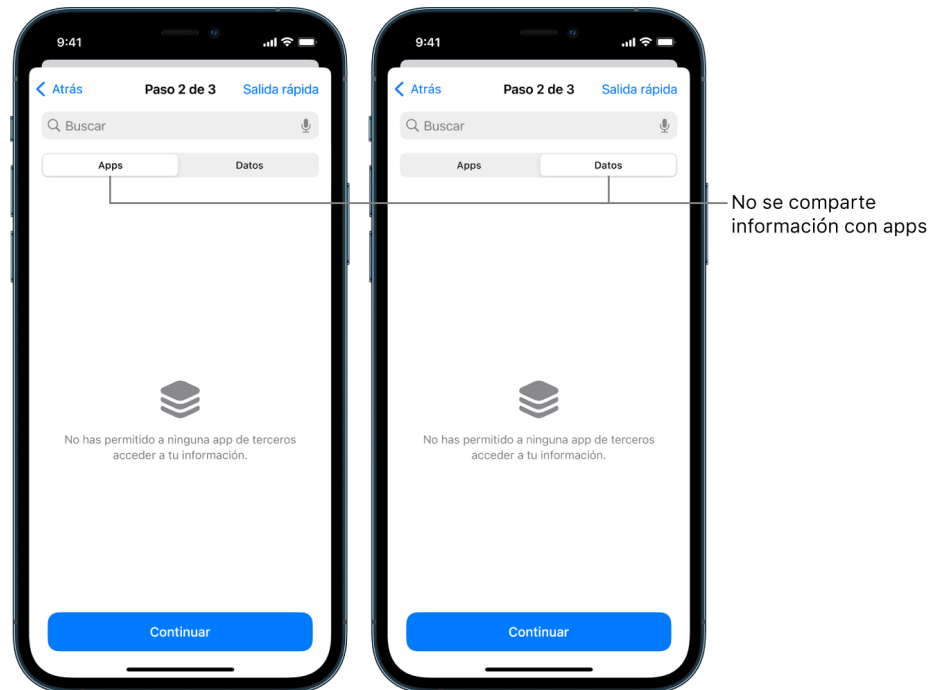 9:41
Atrás Paso 2 de 3 Salida rápida
Buscar
Apps Datos
No has permitido a ninguna app de terceros
acceder a tu información.
Continuar
9:41
Atrás Paso 2 de 3 Salida rápida
Buscar
Apps Datos
No has permitido a ninguna app de terceros
acceder a tu información.
Continuar
No se comparte
información con apps